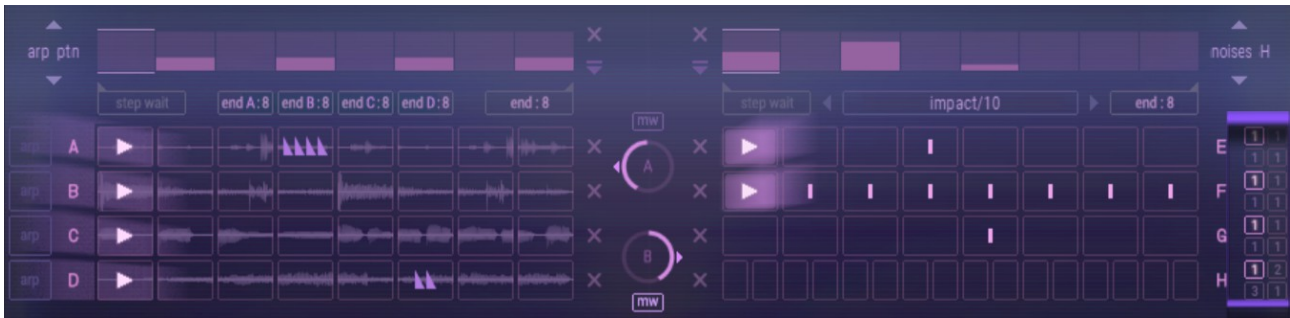 arp ptn
noises H
step wait end A:8 end B:8 end C:8 end D:8 end : 8
step wait impact/10 end : 8
mw
arp A A E 1 1
1 1
arp B F 1 1
1 1
arp C B G 1 1
1 1
arp D H 1 2
mw 3 1